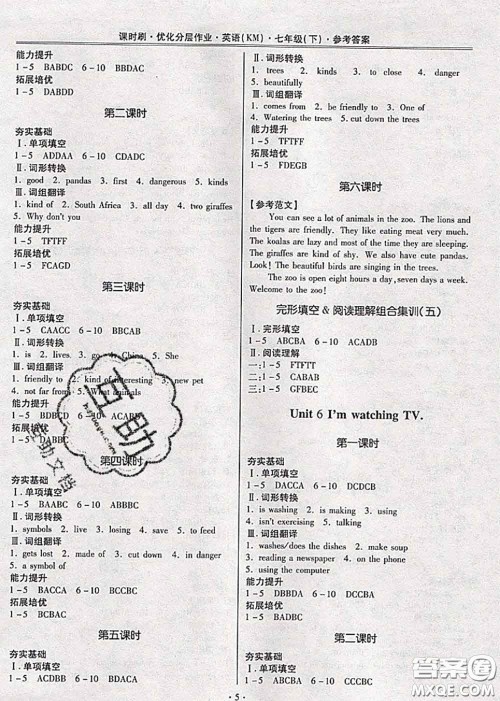 课时刷·优化分层作业·英语(KM)·七年级(下)·参考答案
能力提升
1-5 BABDC 6-10 BBDAC
拓展培优
1-5 DABDD
第二课时
夯实基础
Ⅰ.单项填空
1-5 ADDAA 6-10 CDADC
Ⅱ.词形转换
1. good 2. pandas 3. first 4. dangerous 5. kinds
Ⅲ.词组翻译
1. kind of 2. South Africa 3. all day 4. two giraffes
5. Why don't you
能力提升
1-5 TFTFF
拓展培优
1-5 FCAGD
第三课时
夯实基础
Ⅰ.单项填空
1-5 CAACC 6-10 BBCAB
Ⅱ.词形转换
1. is 2. lives 3. go 4. China 5. She
Ⅲ.词组翻译
1. friendly to 2. kind of interesting 3. new pet
4. not far from 5. What animals
能力提升
1-5 BDBCD 6-10 ACABB
第四课时
夯实基础
Ⅰ.单项填空
1-5 BAABC 6-10 ABBBC
Ⅱ.词形转换
1. symbols 2. live 3. losing 4. save 5. to feed
Ⅲ.词组翻译
1. gets lost 2. made of 3. cut down 4. in danger
5. a symbol of
能力提升
1-5 BACCA 6-10 BCCBC
拓展培优
1-5 BCBAC
第五课时
夯实基础
Ⅰ.单项填空
1-5 ACDBB 6-10 BDACA
Ⅱ.词形转换
1. trees 2. kinds 3. to clean 4. dancing
5. beautifully
Ⅲ.词组翻译
1. comes from 2. be friendly to 3. One of
4. Watering the trees 5. cut down the trees
能力提升
1-5 TFTFF
拓展培优
1-5 FDEGB
第六课时
【参考范文】
You can see a lot of animals in the zoo. The lions and
the tigers are friendly. They like eating meat very much.
The koalas are lazy and most of the time they are sleeping.
The giraffes are kind of shy. We also have cute pandas.
Look! The beautiful birds are singing in the trees.
The zoo is open eight hours a day, seven days a week.
Welcome to the zoo!
完形填空&阅读理解组合集训(五)
Ⅰ.完形填空
1-5 CACBA
Ⅱ.阅读理解
一:1-5 FTFTT
二:1-5 CABAB
三:1-5 GFBEC
Unit 6 I'm watching TV.
第一课时
夯实基础
Ⅰ.单项填空
1-5 DACCA 6-10 DCDCB
Ⅱ.词形转换
1. is washing 2. is making 3. using
4. isn't exercising 5. talking
Ⅲ.词组翻译
1. washes/does the dishes 2. make soup
3. reading a newspaper 4. on the phone
5. using the computer
能力提升
1-5 DBBBA 6-10 DCCBA
拓展培优
1-5 CDBBA
第二课时
夯实基础
Ⅰ.单项填空
1-5 ABCCC 6-10 CCCBB
· 5 ·
互助
互助文档
答案圈
MXQE.COM